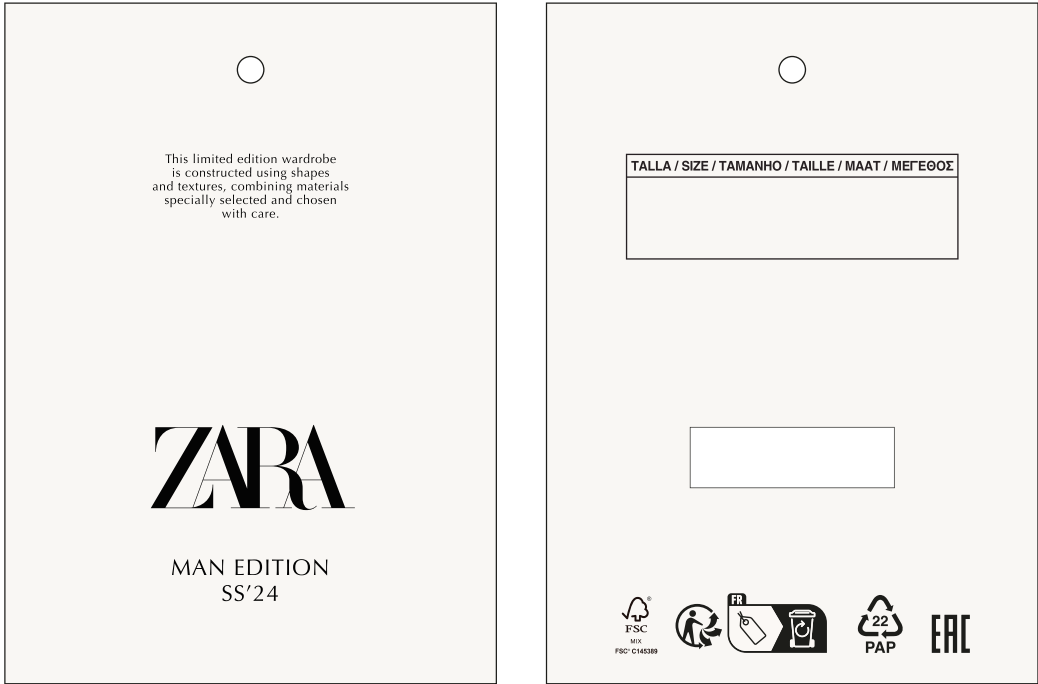 This limited edition wardrobe
is constructed using shapes
and textures, combining materials
specially selected and chosen
with care.
ZARA
MAN EDITION
SS’24
TALLA / SIZE / TAMANHO / TAILLE / MAAT / ΜΕΓΕΘΟΣ
FSC®
MIX
FSC® C145389
FR
22
PAP
EAC